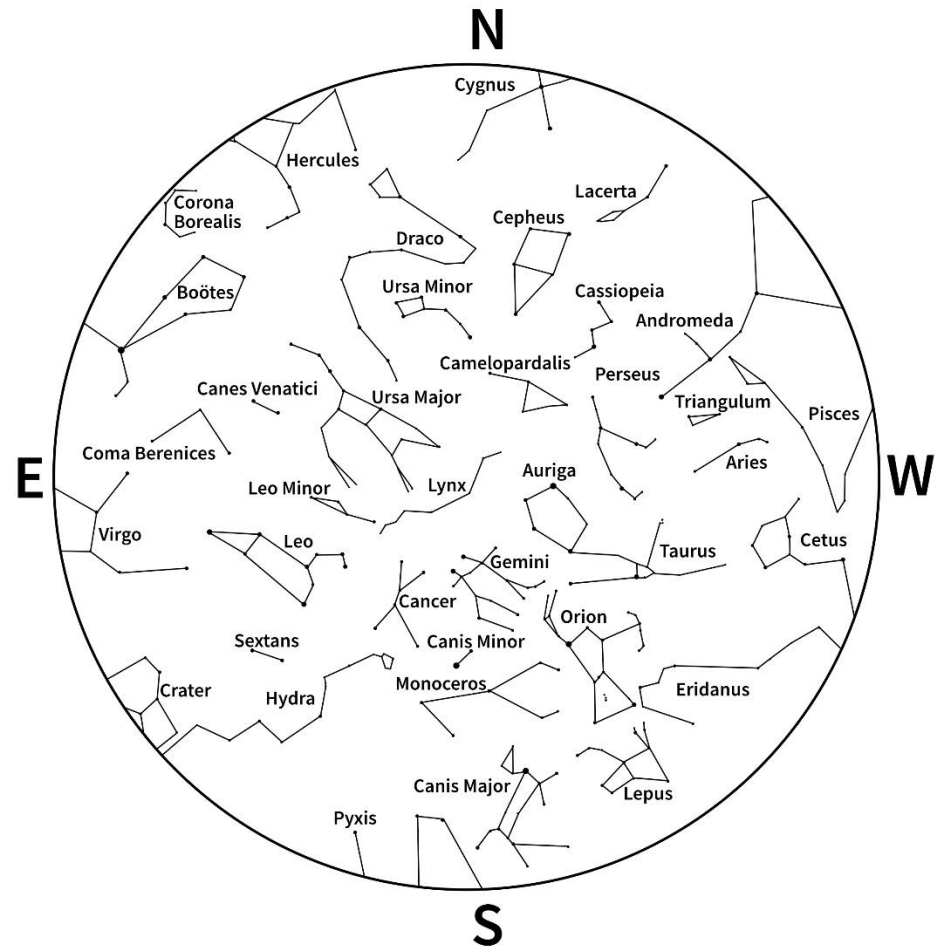 N
Cygnus
Hercules
Lacerta
Corona
Borealis
Cepheus
Draco
Ursa Minor
Boötes
Cassiopeia
Andromeda
Camelopardalis
Perseus
Canes Venatici
Ursa Major
Triangulum
Pisces
Coma Berenices
Aries
E
W
Auriga
Leo Minor
Lynx
Virgo
Leo
Cetus
Taurus
Gemini
Cancer
Orion
Sextans
Canis Minor
Monoceros
Crater
Hydra
Eridanus
Canis Major
Lepus
Pyxis
S